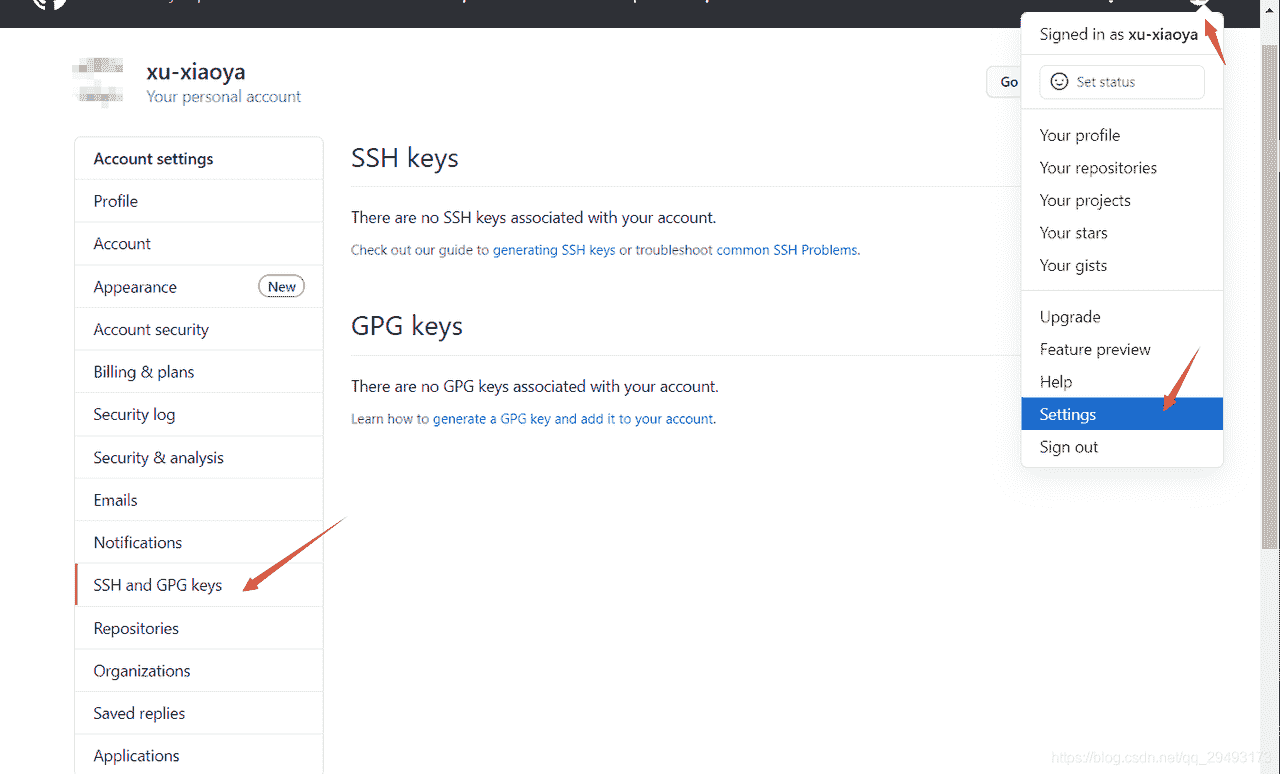 Signed in as xu-xiaoya
Set status
Your profile
Your repositories
Your projects
Your stars
Your gists
Upgrade
Feature preview
Help
Settings
Sign out
xu-xiaoya
Your personal account
Go
Account settings
Profile
Account
Appearance New
Account security
Billing & plans
Security log
Security & analysis
Emails
Notifications
SSH and GPG keys
Repositories
Organizations
Saved replies
Applications
SSH keys
There are no SSH keys associated with your account.
Check out our guide to generating SSH keys or troubleshoot common SSH Problems.
GPG keys
There are no GPG keys associated with your account.
Learn how to generate a GPG key and add it to your account.
https://blog.csdn.net/qq_29493173